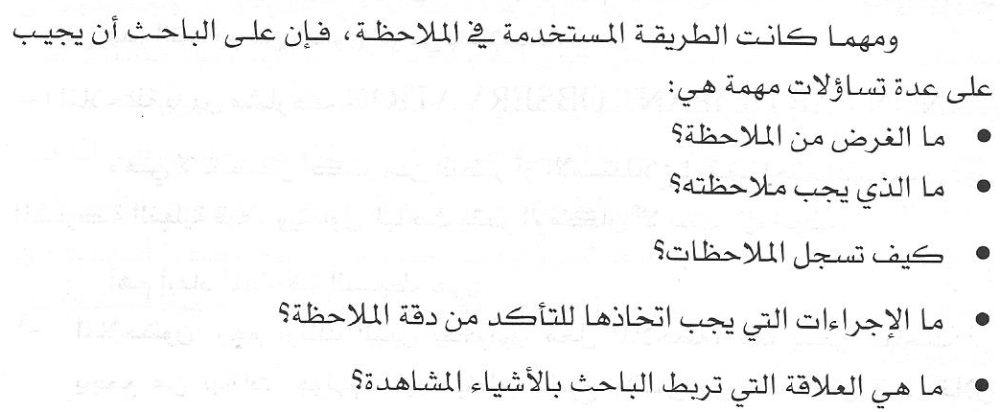 ومهما كانت الطريقة المستخدمة في الملاحظة، فإن على الباحث أن يجيب
على عدة تساؤلات مهمة هي:
• ما الغرض من الملاحظة؟
• ما الذي يجب ملاحظته؟
• كيف تسجل الملاحظات؟
• ما الإجراءات التي يجب اتخاذها للتأكد من دقة الملاحظة؟
• ما هي العلاقة التي تربط الباحث بالأشياء المشاهدة؟